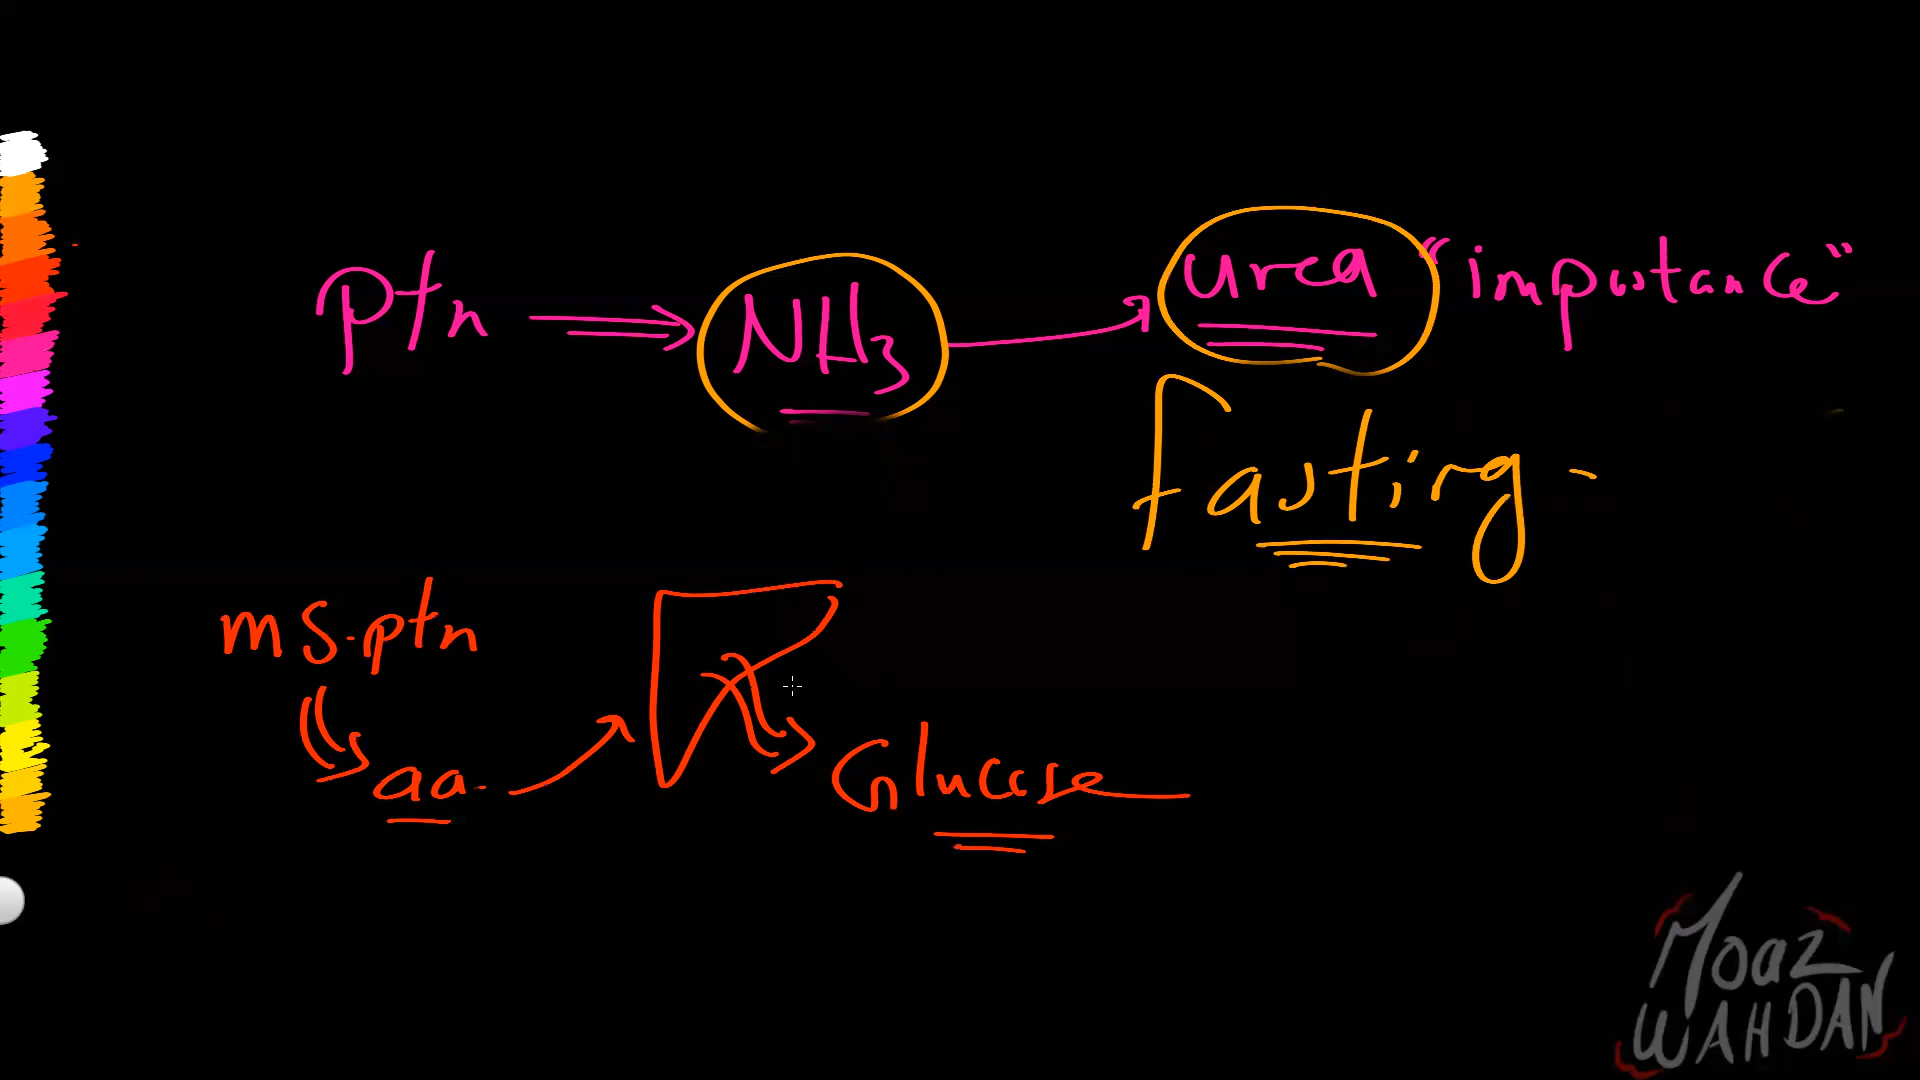 ptn NH3 urea "importance"
Fasting -
ms.ptn
aa. Glucose
MOAZ
WAHDAN